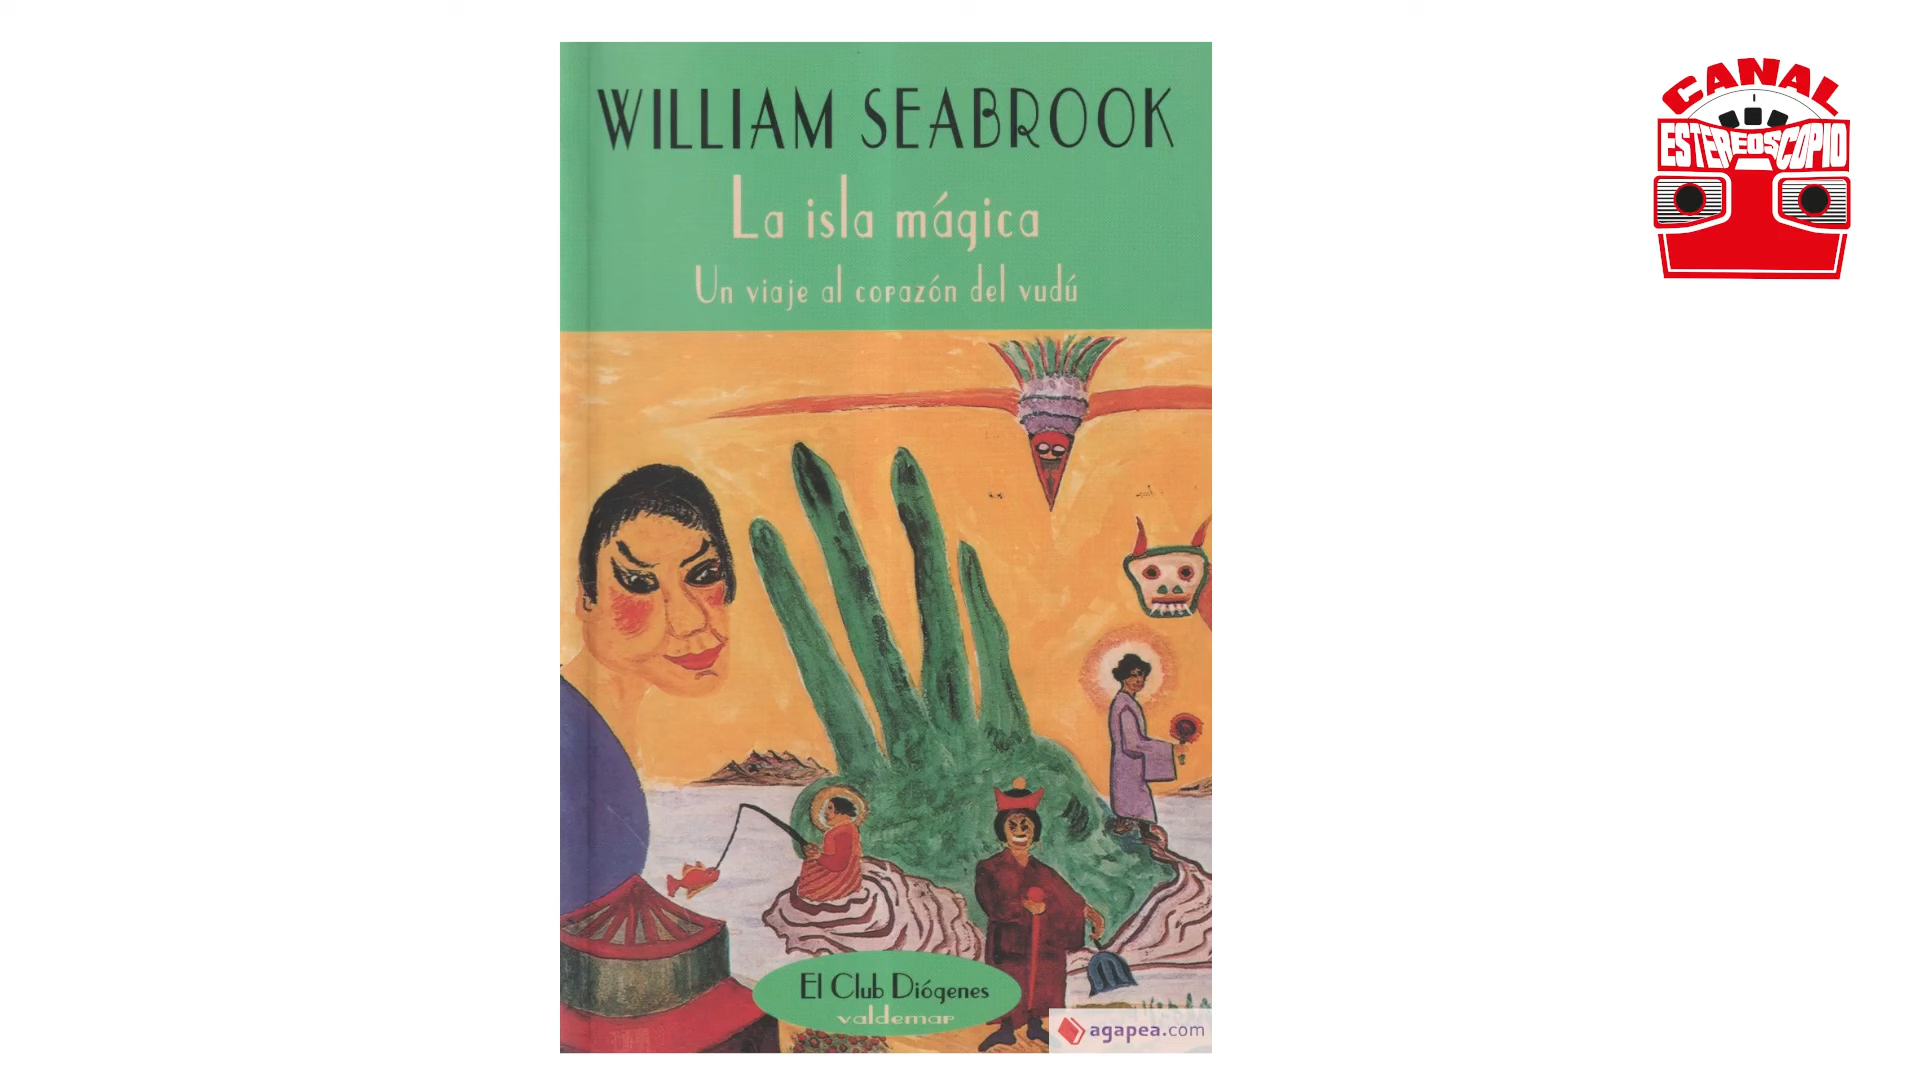 WILLIAM SEABROOK
La isla mágica
Un viaje al corazón del vudú
El Club Diógenes
valdemar
agapea.com
CANAL
ESTEREOSCOPIO